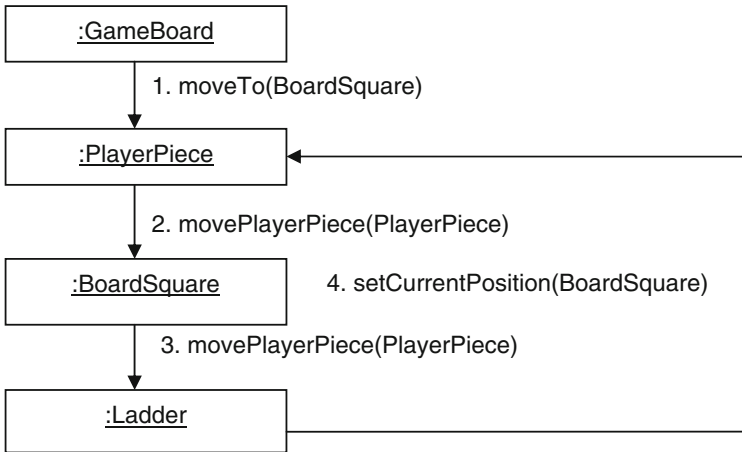 :GameBoard
1. moveTo(BoardSquare)
:PlayerPiece
2. movePlayerPiece(PlayerPiece)
:BoardSquare
4. setCurrentPosition(BoardSquare)
3. movePlayerPiece(PlayerPiece)
:Ladder